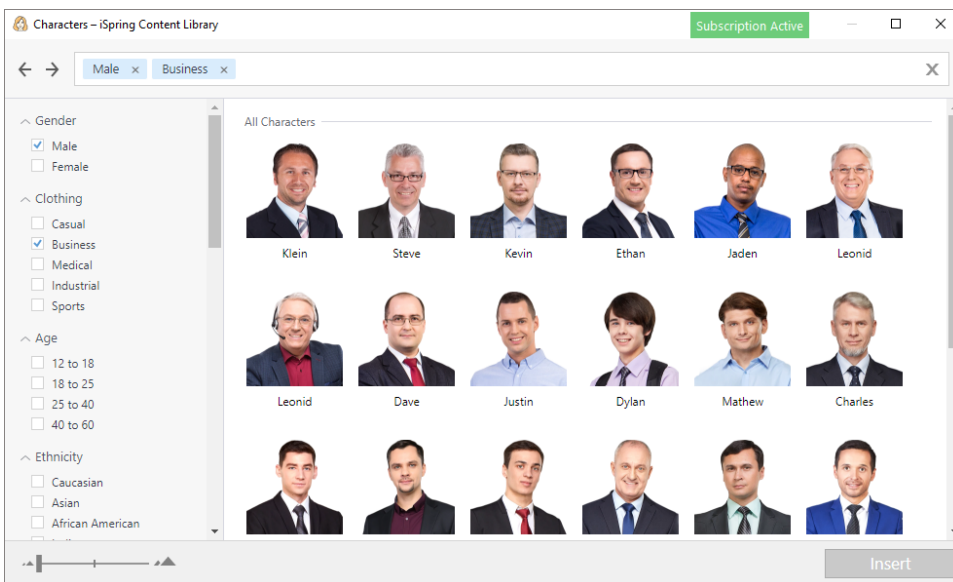 Characters – iSpring Content Library
Subscription Active
Male × Business ×
Gender
Male
Female
Clothing
Casual
Business
Medical
Industrial
Sports
Age
12 to 18
18 to 25
25 to 40
40 to 60
Ethnicity
Caucasian
Asian
African American
All Characters
Klein Steve Kevin Ethan Jaden Leonid
Leonid Dave Justin Dylan Mathew Charles
Insert